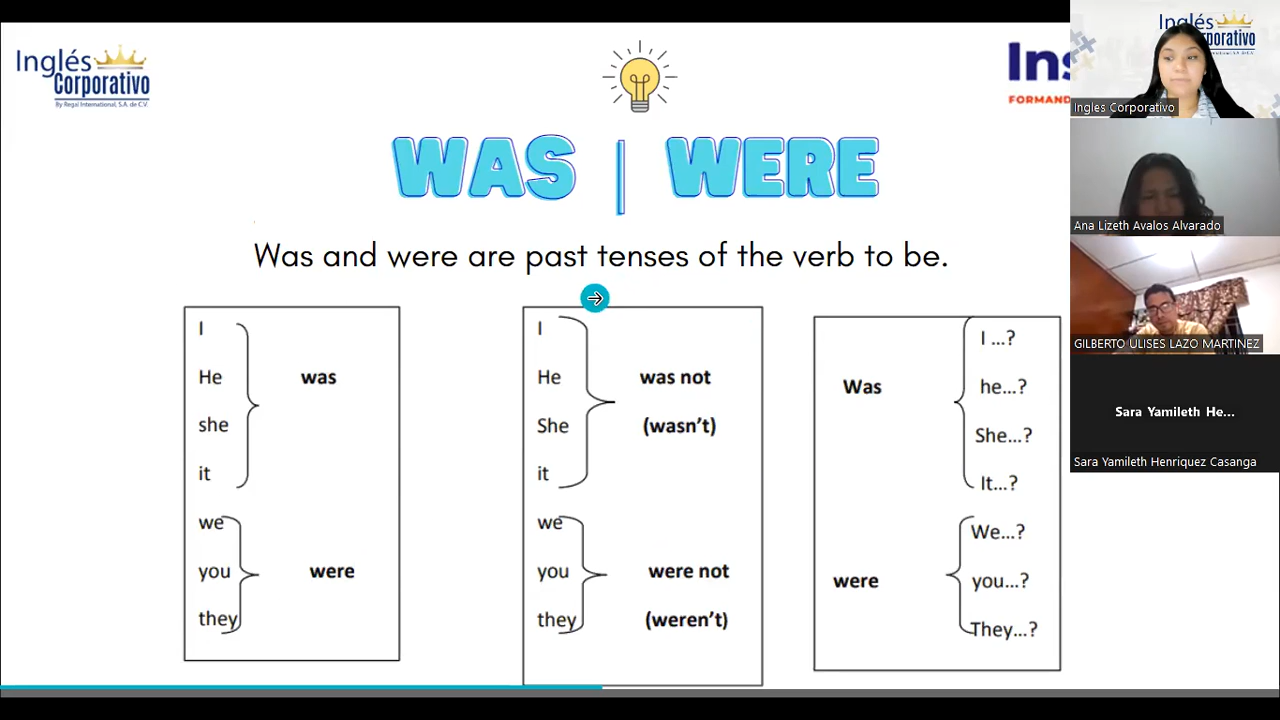 Inglés
Corporativo
By Regal International, S.A. de C.V.
FORMAND
WAS | WERE
Was and were are past tenses of the verb to be.
I
He
was
she
it
we
you
were
they
I
He
was not
She
(wasn't)
it
we
you
were not
they
(weren't)
I ...?
Was
he...?
She...?
It...?
We...?
were
you...?
They...?
Inglés
Corporativo
Ingles Corporativo
Ana Lizeth Avalos Alvarado
GILBERTO ULISES LAZO MARTINEZ
Sara Yamileth He...
Sara Yamileth Henriquez Casanga